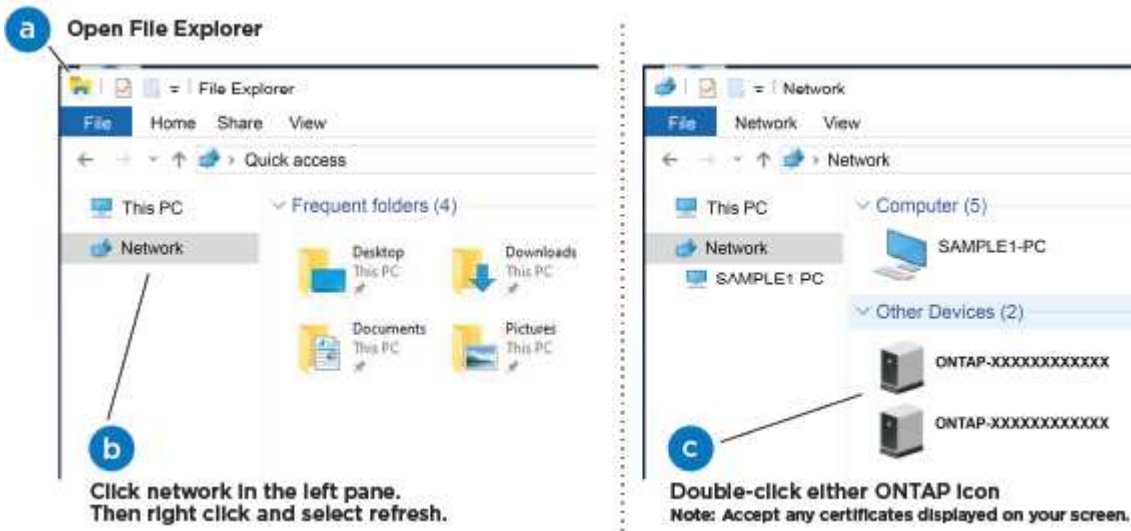 a
Open File Explorer
File Explorer
File Home Share View
Quick access
This PC
Network
Frequent folders (4)
Desktop
This PC
Downloads
This PC
Documents
This PC
Pictures
This PC
b
Click network in the left pane.
Then right click and select refresh.
Network
File Network View
Network
This PC
Network
SAMPLE1 PC
Computer (5)
SAMPLE1-PC
Other Devices (2)
ONTAP-XXXXXXXXXXXX
ONTAP-XXXXXXXXXXXX
c
Double-click either ONTAP icon
Note: Accept any certificates displayed on your screen.